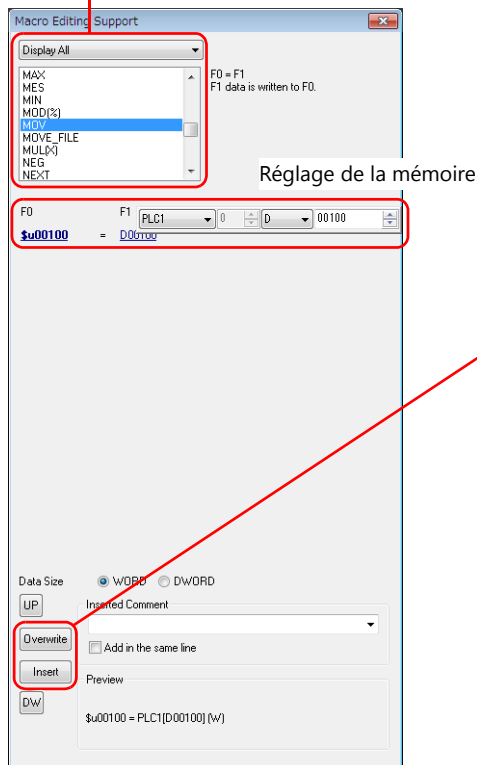 Macro Editing Support
Display All
MAX
MES
MIN
MOD(%)
MOV
MOVE_FILE
MUL(X)
NEG
NEXT
F0 = F1
F1 data is written to F0.
Réglage de la mémoire
F0 F1 PLC1 0 D 00100
$u00100 = D00100
Data Size WORD DWORD
UP
Inserted Comment
Overwrite
Add in the same line
Insert
Preview
DW
$u00100 = PLC1[D00100] (W)